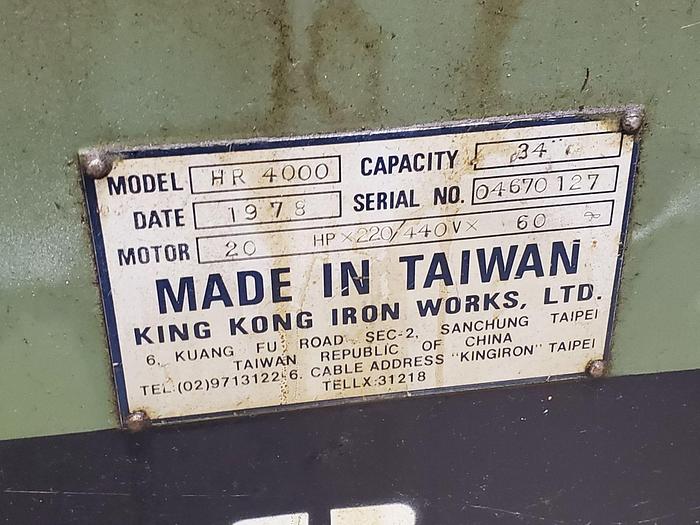 MODEL HR 4000 CAPACITY 34"
DATE 1978 SERIAL NO. 04670127
MOTOR 20 HP×220/440V× 60 ∞
MADE IN TAIWAN
KING KONG IRON WORKS, LTD.
6, KUANG FU ROAD SEC-2, SANCHUNG TAIPEI
TAIWAN REPUBLIC OF CHINA
TEL:(02)9713122-6. CABLE ADDRESS "KINGIRON" TAIPEI
TELLX:31218